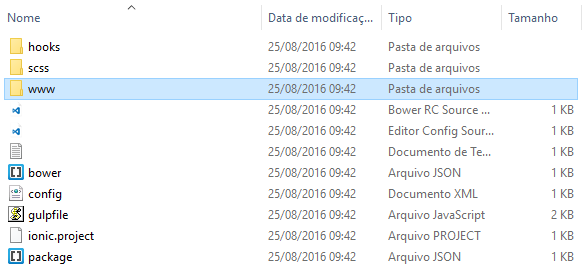 Nome Data de modificaç... Tipo Tamanho
hooks 25/08/2016 09:42 Pasta de arquivos
scss 25/08/2016 09:42 Pasta de arquivos
www 25/08/2016 09:42 Pasta de arquivos
25/08/2016 09:42 Bower RC Source ... 1 KB
25/08/2016 09:42 Editor Config Sour... 1 KB
25/08/2016 09:42 Documento de Te... 1 KB
bower 25/08/2016 09:42 Arquivo JSON 1 KB
config 25/08/2016 09:42 Documento XML 1 KB
gulpfile 25/08/2016 09:42 Arquivo JavaScript 2 KB
ionic.project 25/08/2016 09:42 Arquivo PROJECT 1 KB
package 25/08/2016 09:42 Arquivo JSON 1 KB